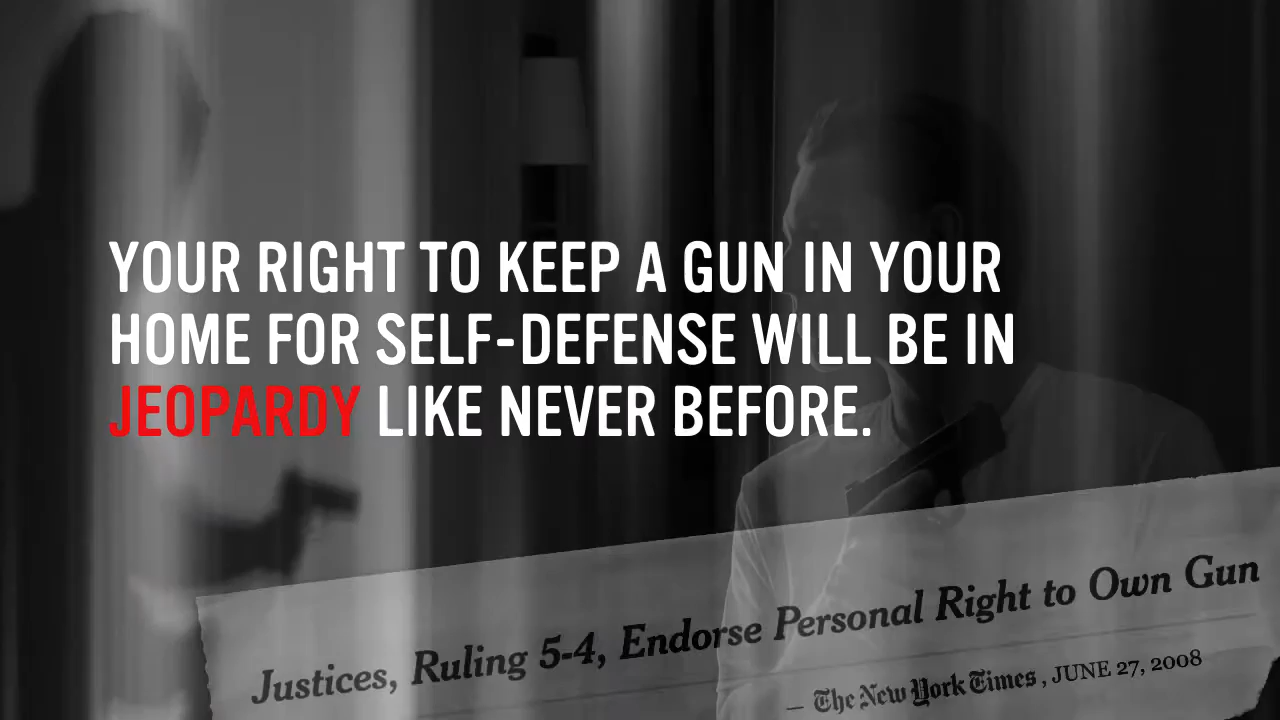 YOUR RIGHT TO KEEP A GUN IN YOUR
HOME FOR SELF-DEFENSE WILL BE IN
JEOPARDY LIKE NEVER BEFORE.
Justices, Ruling 5-4, Endorse Personal Right to Own Gun
— The New York Times, JUNE 27, 2008